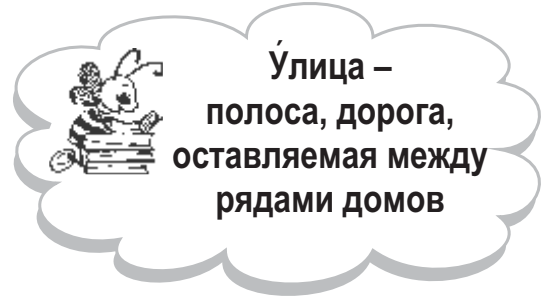 У́лица –
полоса, дорога,
оставляемая между
рядами домов